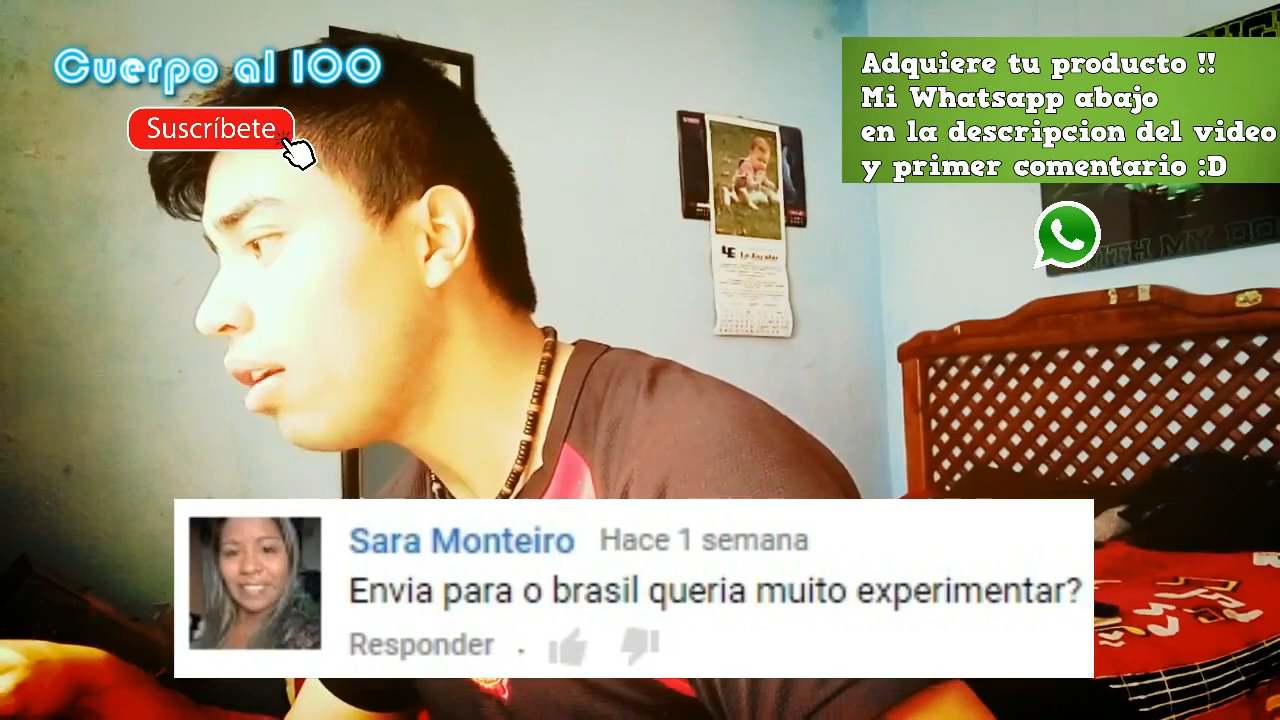 Cuerpo al 100
Suscríbete
Adquiere tu producto !!
Mi Whatsapp abajo
en la descripcion del video
y primer comentario :D
Sara Monteiro Hace 1 semana
Envia para o brasil queria muito experimentar?
Responder